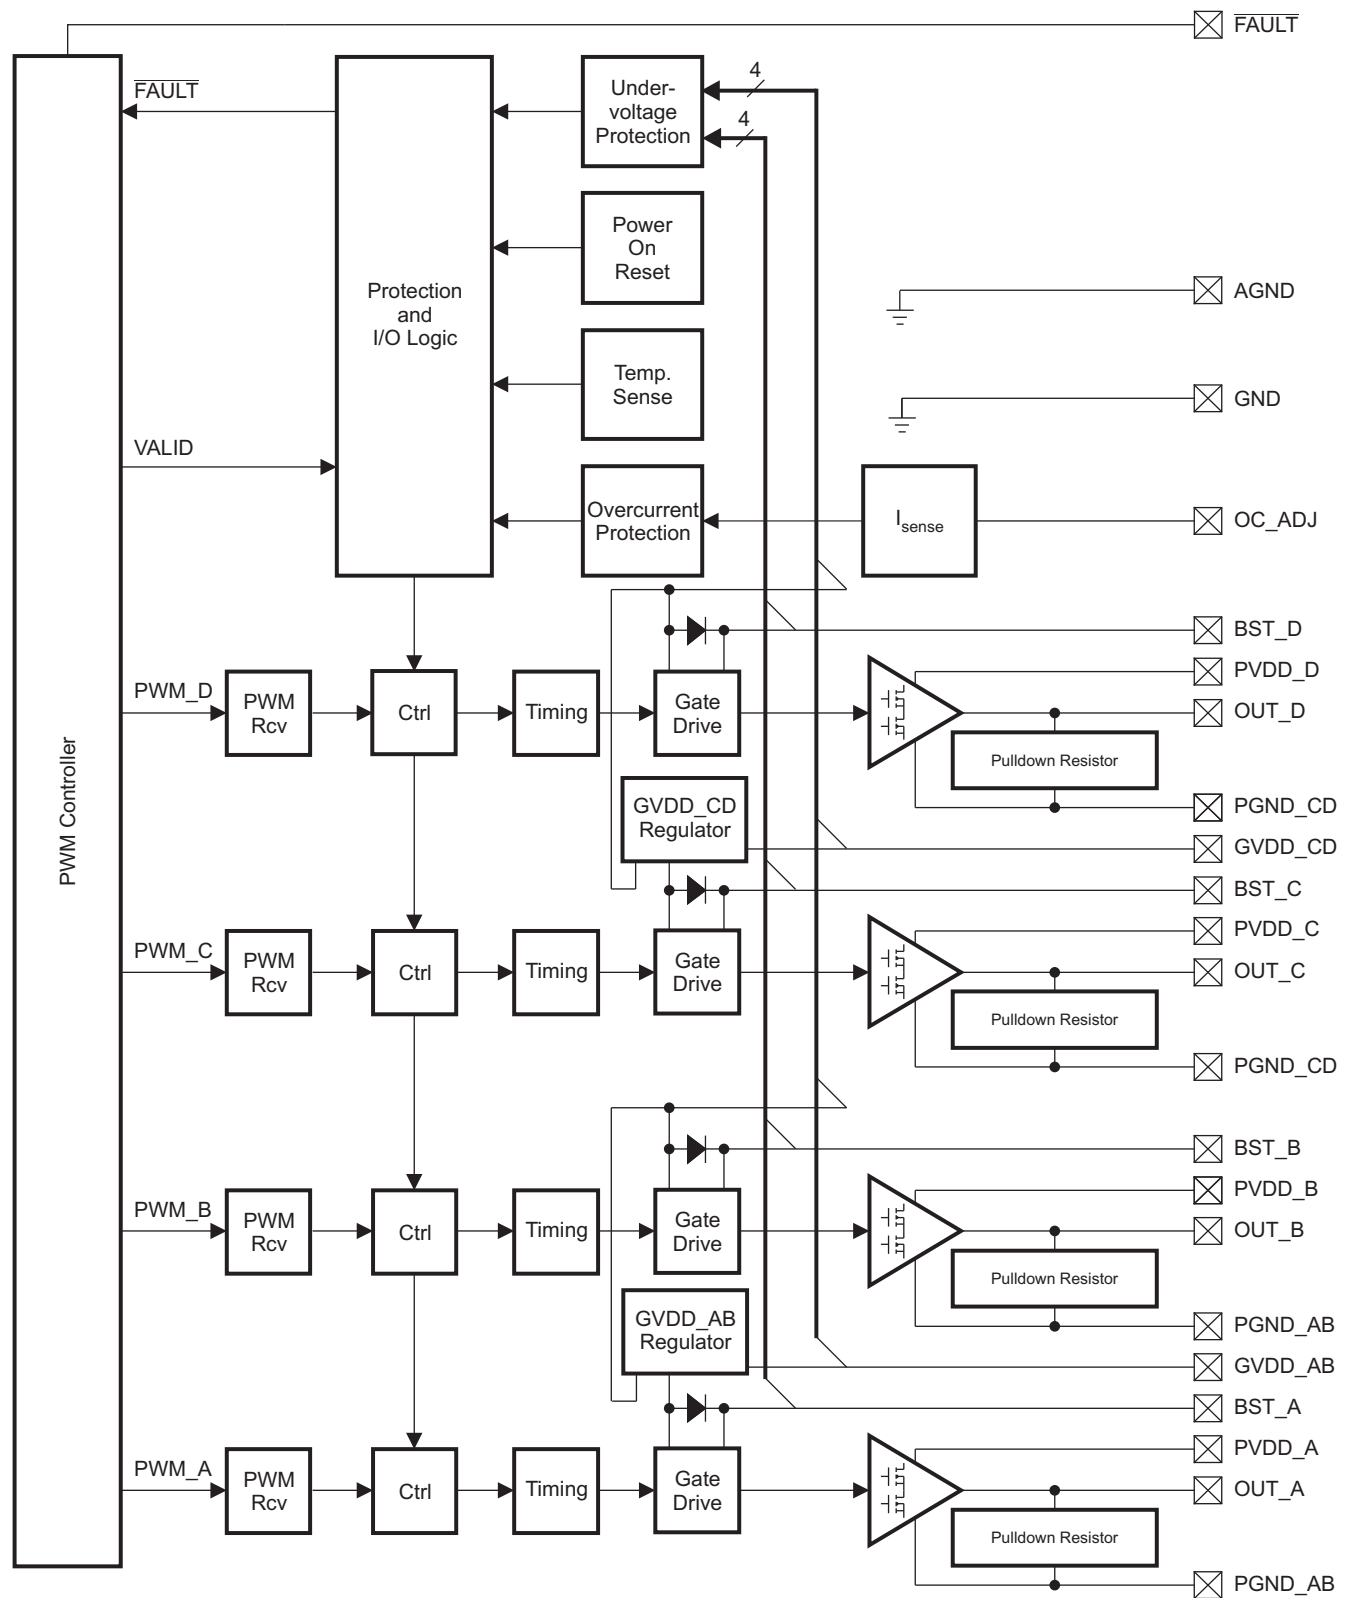 FAULT
FAULT
Under-
voltage
Protection
4
4
Power
On
Reset
Protection
and
I/O Logic
AGND
Temp.
Sense
GND
VALID
Overcurrent
Protection
Isense
OC_ADJ
BST_D
PVDD_D
PWM_D
PWM
Rcv
Ctrl
Timing
Gate
Drive
OUT_D
Pulldown Resistor
PWM Controller
GVDD_CD
Regulator
PGND_CD
GVDD_CD
BST_C
PVDD_C
PWM_C
PWM
Rcv
Ctrl
Timing
Gate
Drive
OUT_C
Pulldown Resistor
PGND_CD
BST_B
PVDD_B
PWM_B
PWM
Rcv
Ctrl
Timing
Gate
Drive
OUT_B
Pulldown Resistor
GVDD_AB
Regulator
PGND_AB
GVDD_AB
BST_A
PVDD_A
PWM_A
PWM
Rcv
Ctrl
Timing
Gate
Drive
OUT_A
Pulldown Resistor
PGND_AB